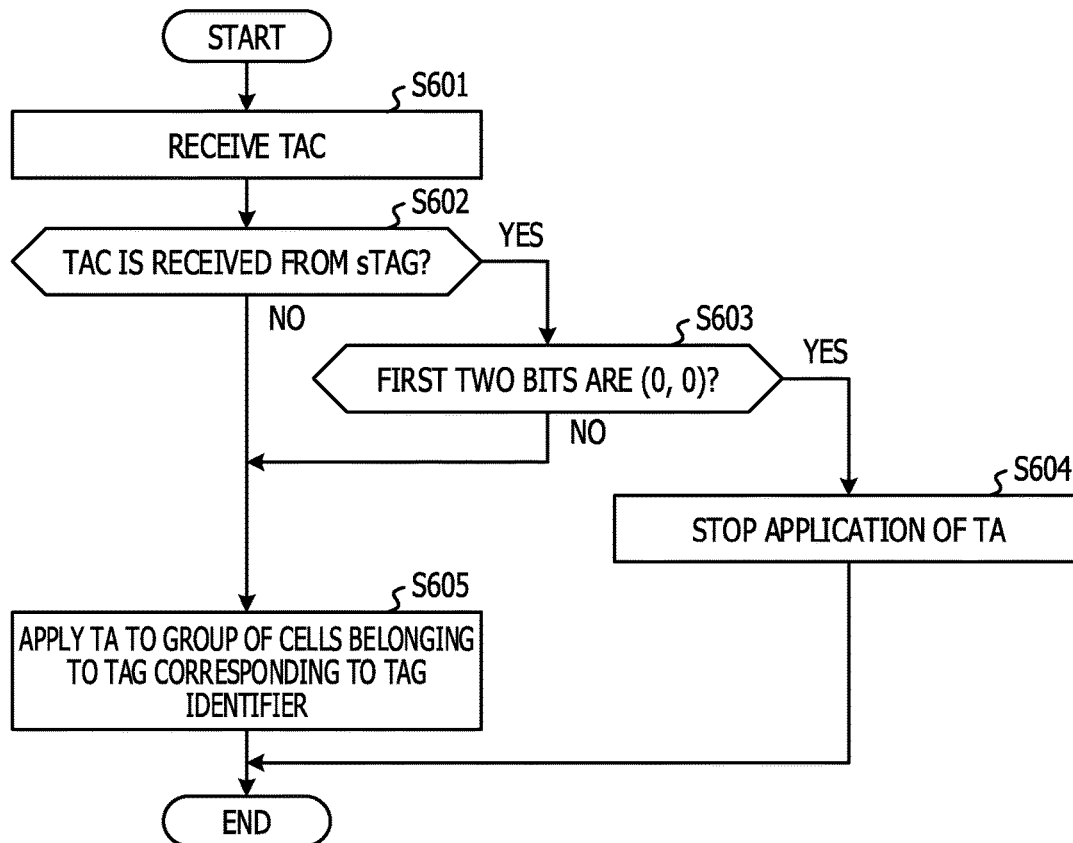 START
S601
RECEIVE TAC
S602
TAC IS RECEIVED FROM sTAG?
YES
NO
S603
FIRST TWO BITS ARE (0, 0)?
YES
NO
S604
STOP APPLICATION OF TA
S605
APPLY TA TO GROUP OF CELLS BELONGING
TO TAG CORRESPONDING TO TAG
IDENTIFIER
END